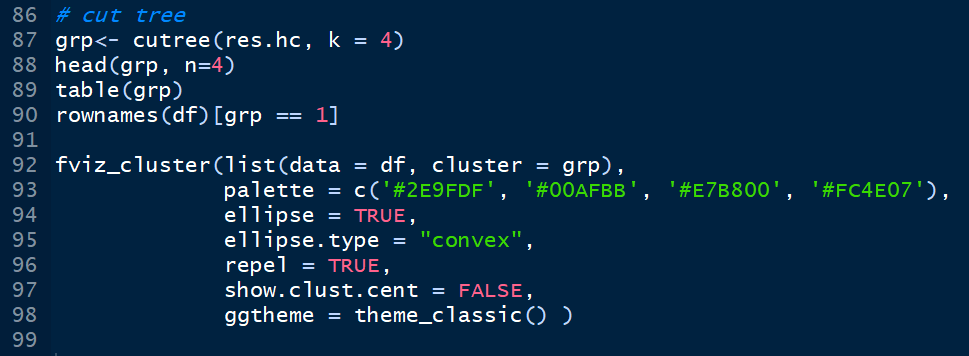 86 # cut tree
87 grp<- cutree(res.hc, k = 4)
88 head(grp, n=4)
89 table(grp)
90 rownames(df)[grp == 1]
91
92 fviz_cluster(list(data = df, cluster = grp),
93              palette = c('#2E9FDF', '#00AFBB', '#E7B800', '#FC4E07'),
94              ellipse = TRUE,
95              ellipse.type = "convex",
96              repel = TRUE,
97              show.clust.cent = FALSE,
98              ggtheme = theme_classic() )
99